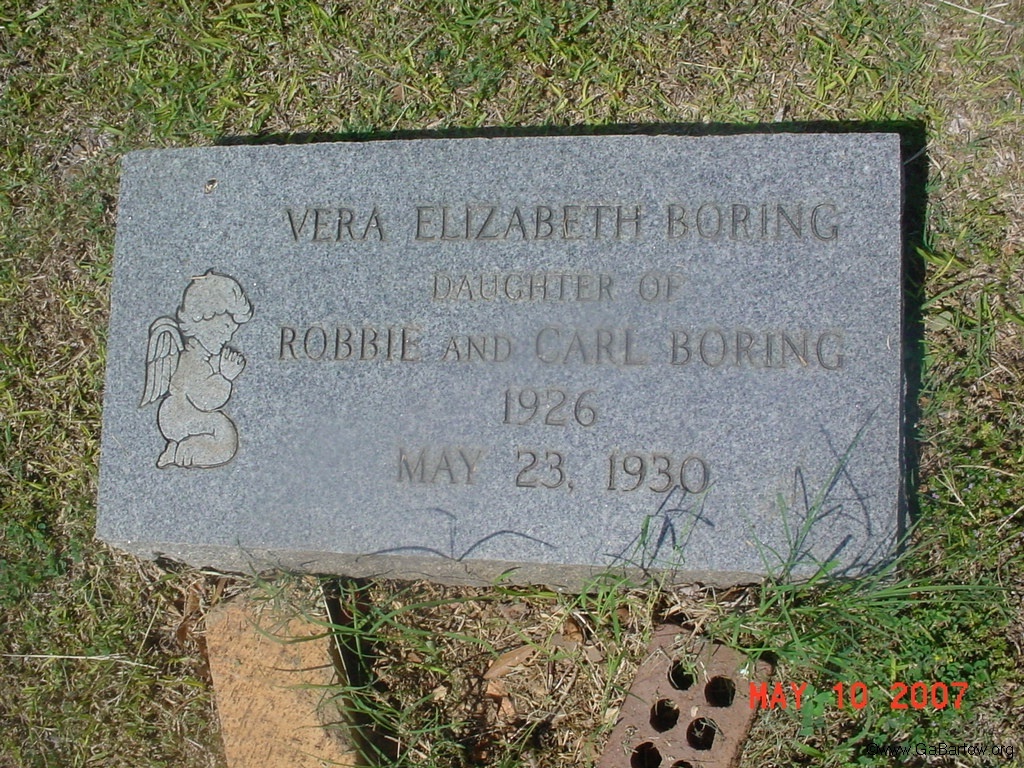 VERA ELIZABETH BORING
DAUGHTER OF
ROBBIE AND CARL BORING
1926
MAY 23, 1930
MAY 10 2007
©www.GaBartow.org